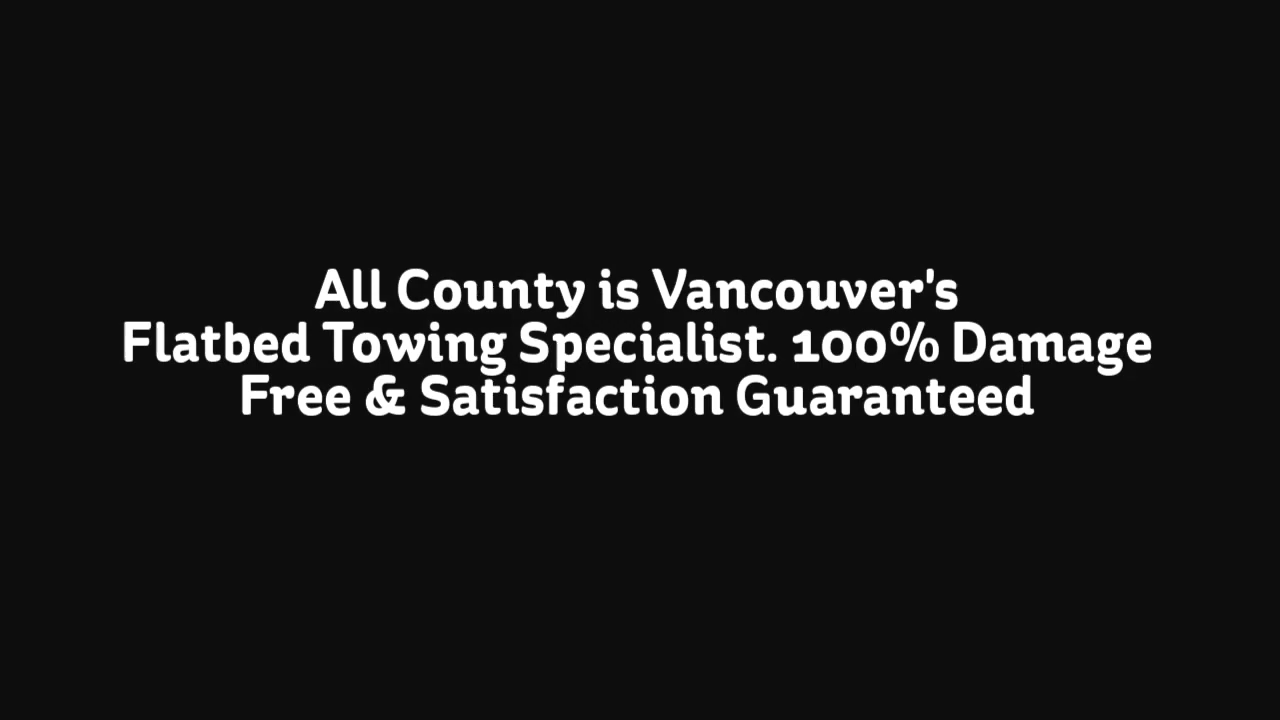 All County is Vancouver's
Flatbed Towing Specialist. 100% Damage
Free & Satisfaction Guaranteed